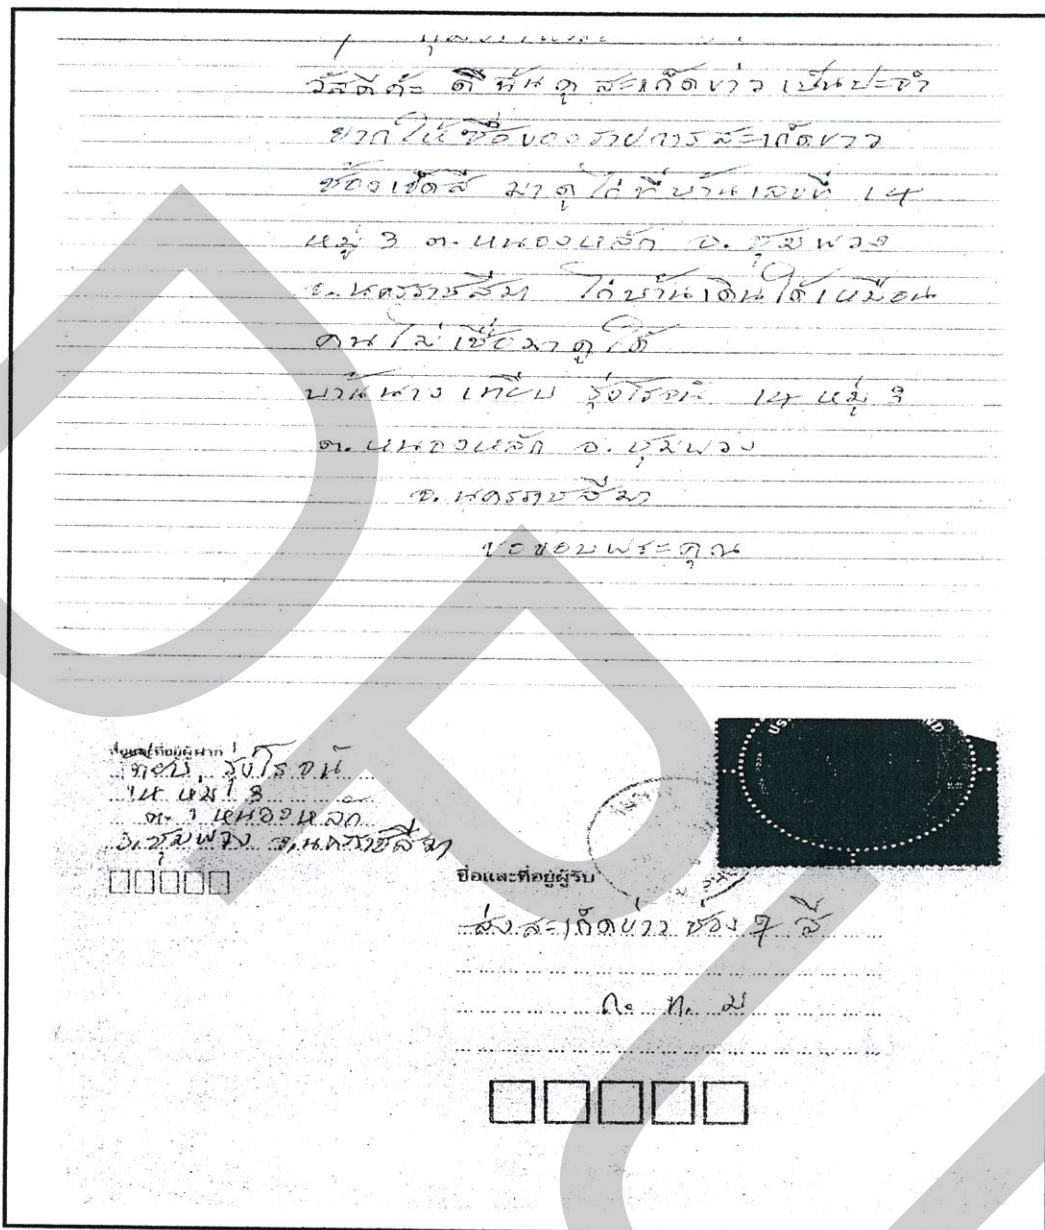 วัสดีค้ะ ดิฉันดูสะเก็ดข่าวเป็นปะจำ
ยากให้ชื่อของรายการสะเก็ดขาว
ช้องเช็ดสี มาดูไก่ที่บ้านเลขที่ 14
หมู่ 3 ต. หนองหลัก อ. ชุมพวง
จ. นครราชสีมา ไก่บ้านเดินได้เหมือน
คน ไม่เชื่อมาดูได้
บ้านนาง เทียบ รุ่งโรจน์ 14 หมู่ 3
ต. หนองหลัก อ. ชุมพวง
จ. นครราชสีมา
ขอขอบพระคุณ
ชื่อและที่อยู่ผู้ฝาก
เทียบ รุ่งโรจน์
14 หมู่ 3
ต. หนองหลัก
อ. ชุมพวง จ. นครราชสีมา
ชื่อและที่อยู่ผู้รับ
ส่งสะเก็ดข่าว ช่อง 7 สี
ก. ท. ม